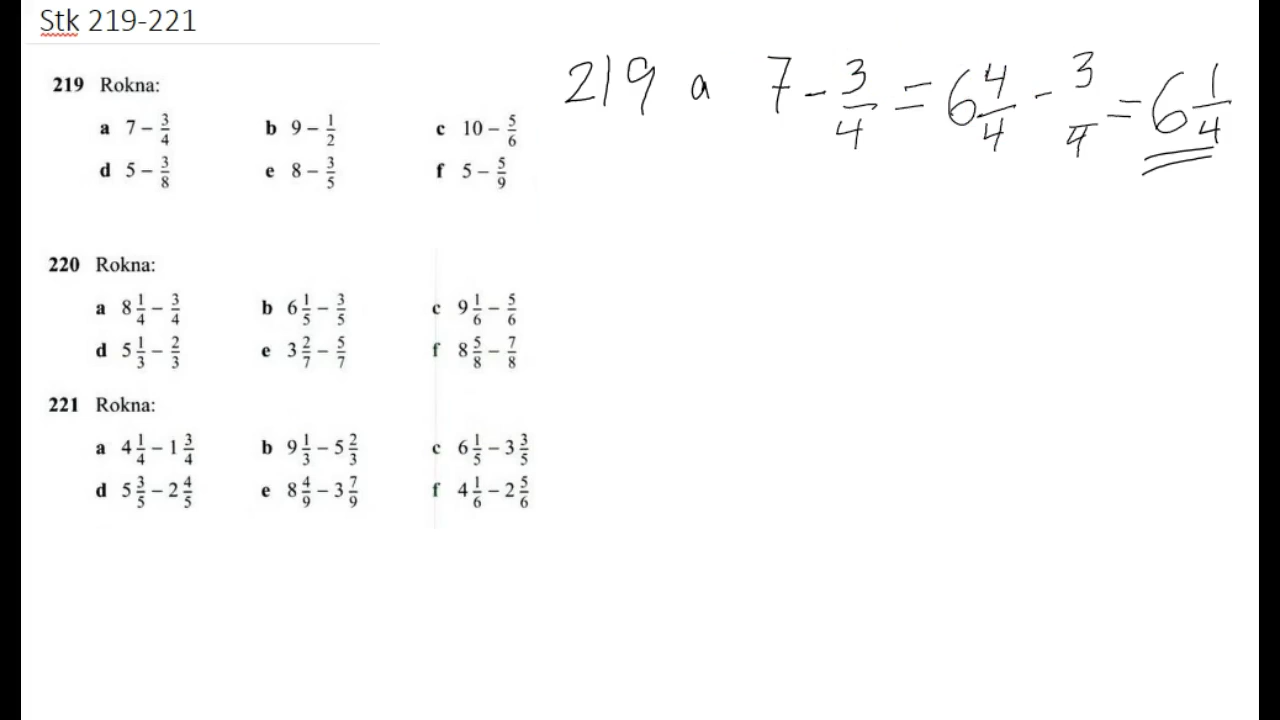 Stk 219-221
219 a 7 - 3/4 = 6 4/4 - 3/4 = 6 1/4
219 Rokna:
a 7 - 3/4 b 9 - 1/2 c 10 - 5/6
d 5 - 3/8 e 8 - 3/5 f 5 - 5/9
220 Rokna:
a 8 1/4 - 3/4 b 6 1/5 - 3/5 c 9 1/6 - 5/6
d 5 1/3 - 2/3 e 3 2/7 - 5/7 f 8 5/8 - 7/8
221 Rokna:
a 4 1/4 - 1 3/4 b 9 1/3 - 5 2/3 c 6 1/5 - 3 3/5
d 5 3/5 - 2 4/5 e 8 4/9 - 3 7/9 f 4 1/6 - 2 5/6